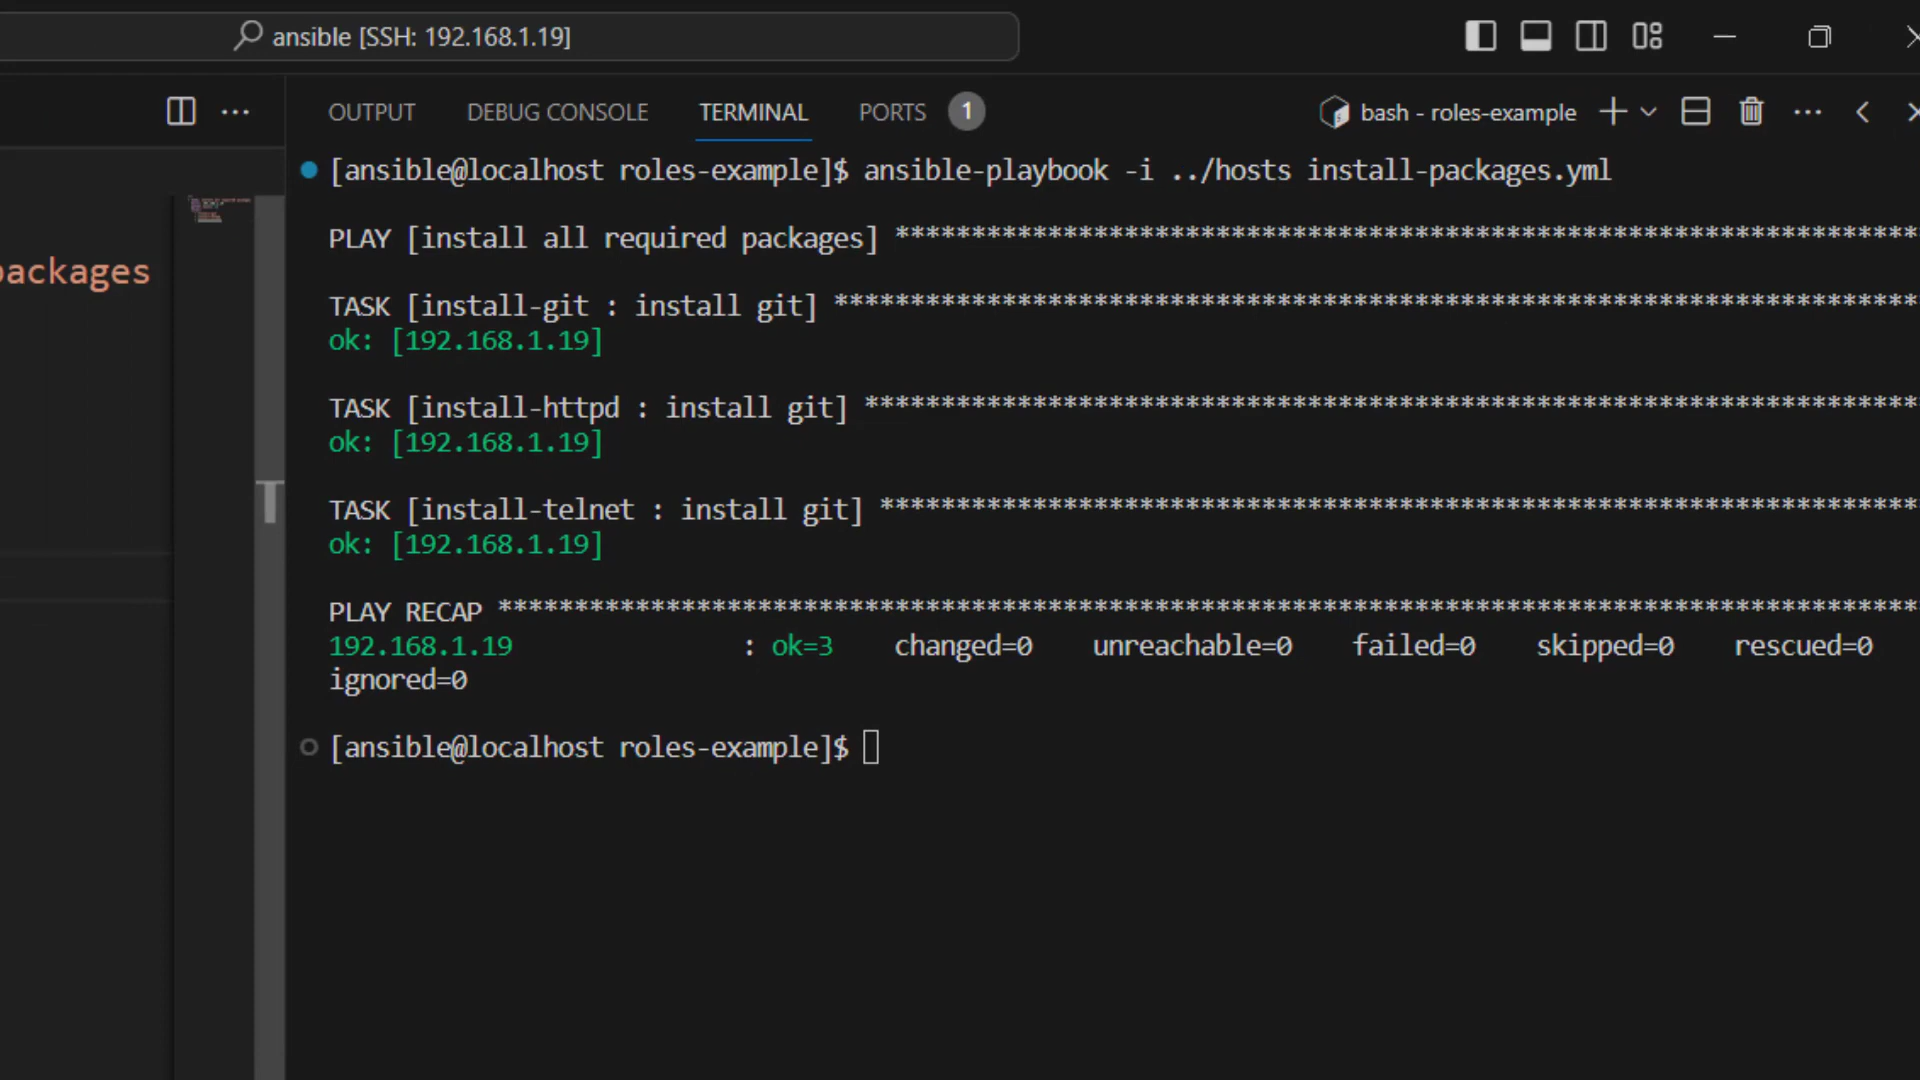 ansible [SSH: 192.168.1.19]
OUTPUT DEBUG CONSOLE TERMINAL PORTS 1 bash - roles-example
[ansible@localhost roles-example]$ ansible-playbook -i ../hosts install-packages.yml
PLAY [install all required packages] *******************************************************************
packages
TASK [install-git : install git] ***********************************************************************
ok: [192.168.1.19]
TASK [install-httpd : install git] *********************************************************************
ok: [192.168.1.19]
TASK [install-telnet : install git] ********************************************************************
ok: [192.168.1.19]
PLAY RECAP *********************************************************************************************
192.168.1.19 : ok=3 changed=0 unreachable=0 failed=0 skipped=0 rescued=0
ignored=0
[ansible@localhost roles-example]$